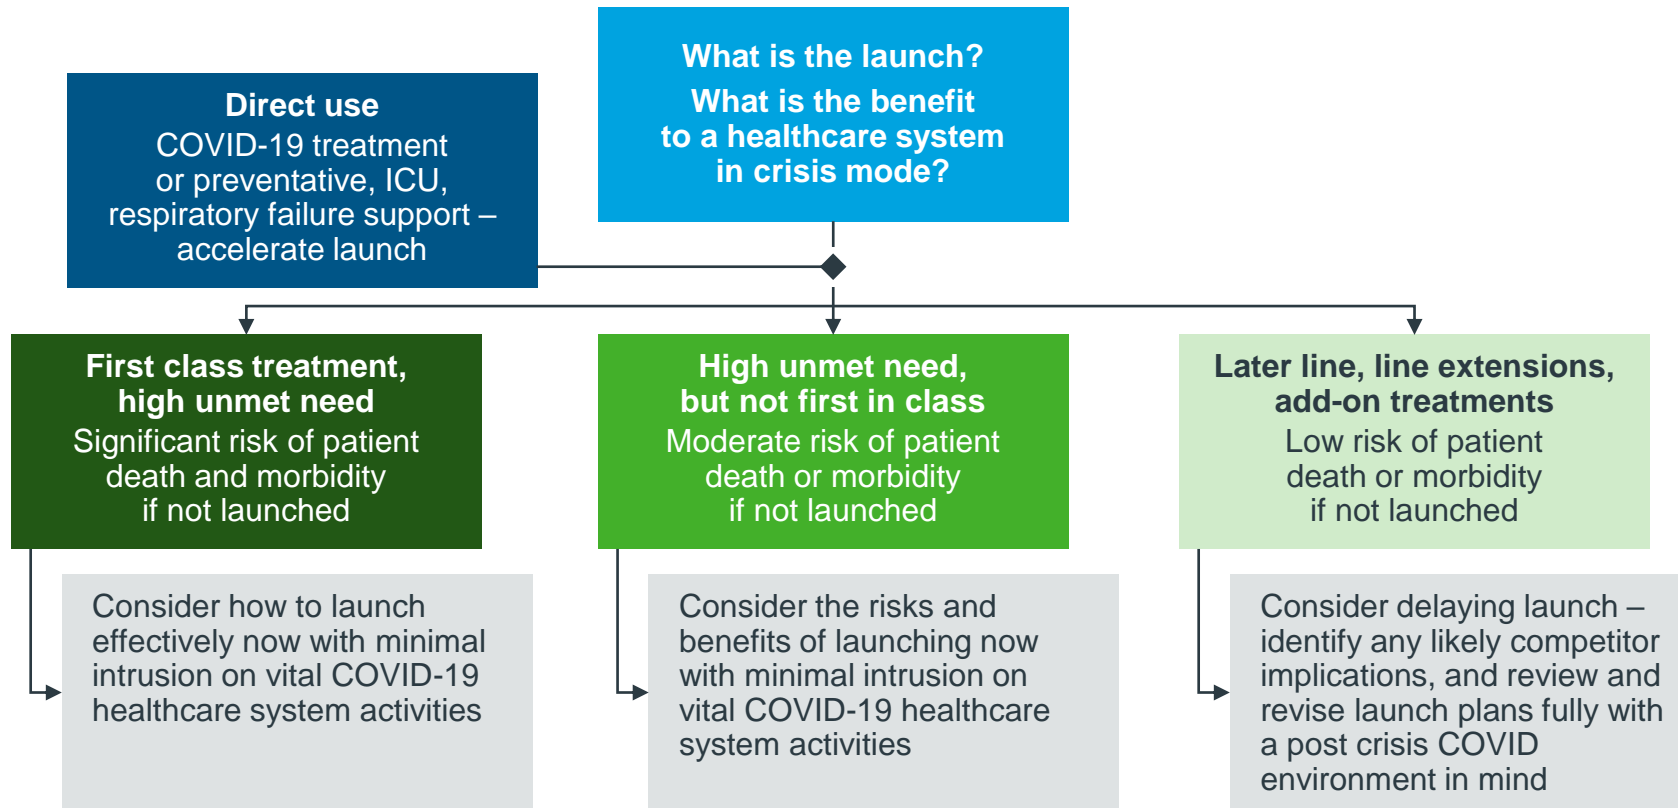 What is the launch?
What is the benefit
to a healthcare system
in crisis mode?
Direct use
COVID-19 treatment
or preventative, ICU,
respiratory failure support –
accelerate launch
First class treatment,
high unmet need
Significant risk of patient
death and morbidity
if not launched
High unmet need,
but not first in class
Moderate risk of patient
death or morbidity
if not launched
Later line, line extensions,
add-on treatments
Low risk of patient
death or morbidity
if not launched
Consider how to launch
effectively now with minimal
intrusion on vital COVID-19
healthcare system activities
Consider the risks and
benefits of launching now
with minimal intrusion on
vital COVID-19 healthcare
system activities
Consider delaying launch –
identify any likely competitor
implications, and review and
revise launch plans fully with
a post crisis COVID
environment in mind